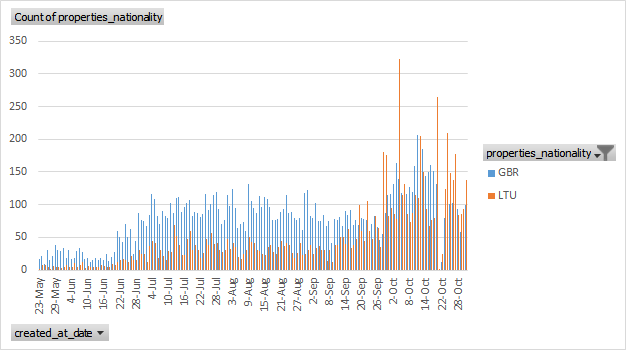 Count of properties_nationality
350
300
250
200
150
100
50
0
23-May
29-May
4-Jun
10-Jun
16-Jun
22-Jun
28-Jun
4-Jul
10-Jul
16-Jul
22-Jul
28-Jul
3-Aug
9-Aug
15-Aug
21-Aug
27-Aug
2-Sep
8-Sep
14-Sep
20-Sep
26-Sep
2-Oct
8-Oct
14-Oct
22-Oct
28-Oct
properties_nationality
GBR
LTU
created_at_date